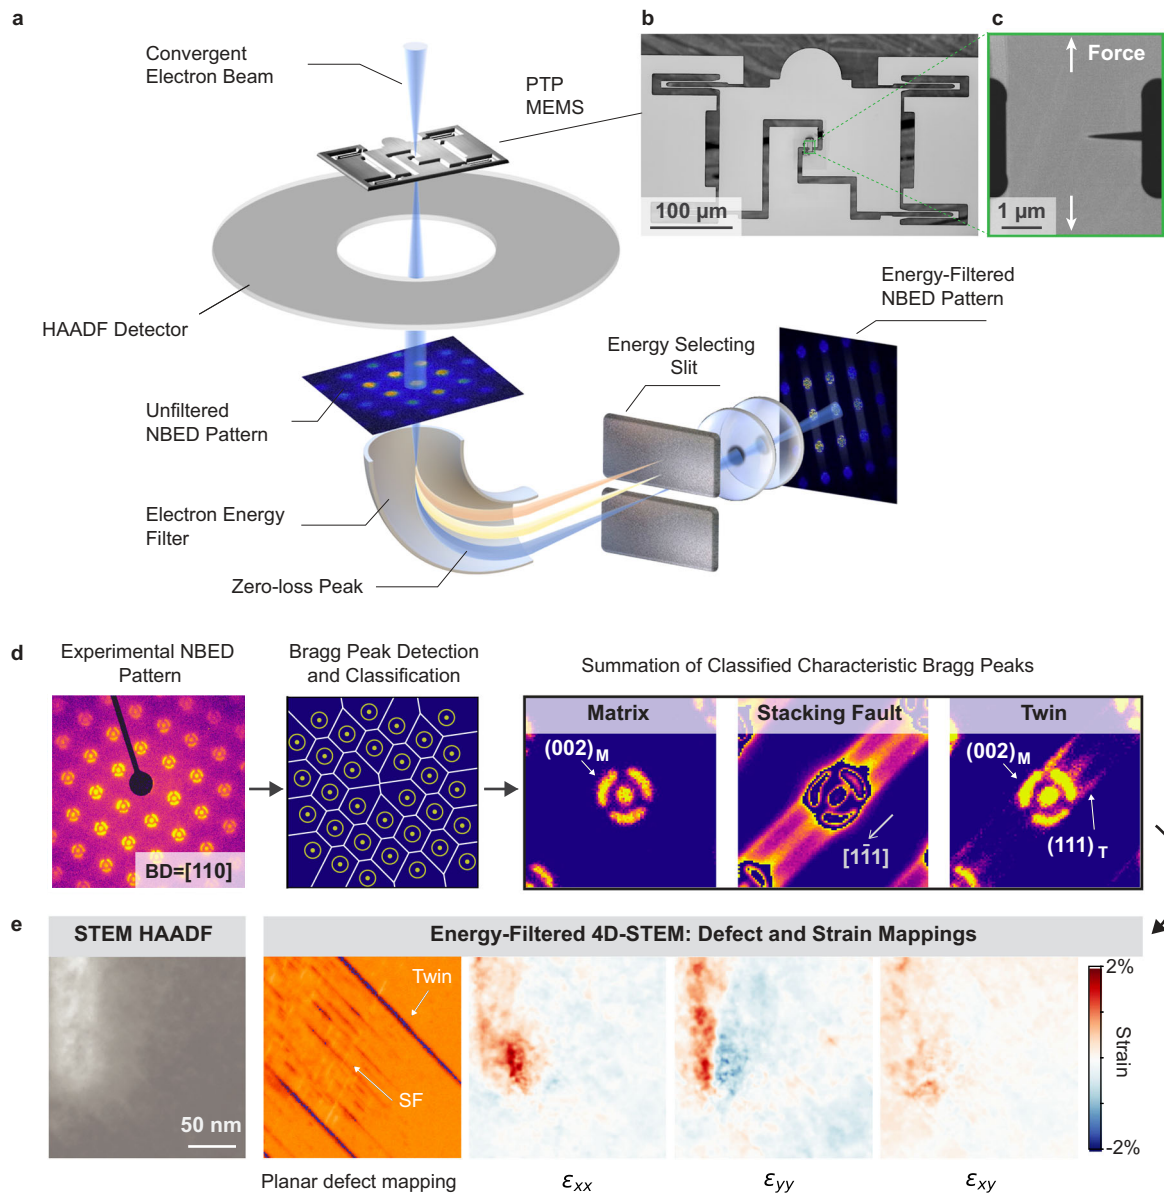 a
Convergent
Electron Beam
PTP
MEMS
HAADF Detector
Unfiltered
NBED Pattern
Electron Energy
Filter
Zero-loss Peak
Energy Selecting
Slit
Energy-Filtered
NBED Pattern
b
100 μm
c
Force
1 μm
d
Experimental NBED
Pattern
BD=[110]
Bragg Peak Detection
and Classification
Summation of Classified Characteristic Bragg Peaks
Matrix
(002)M
Stacking Fault
[11̄1]
Twin
(002)M
(111)T
e
STEM HAADF
50 nm
Energy-Filtered 4D-STEM: Defect and Strain Mappings
Twin
SF
2%
Strain
-2%
Planar defect mapping
εxx
εyy
εxy